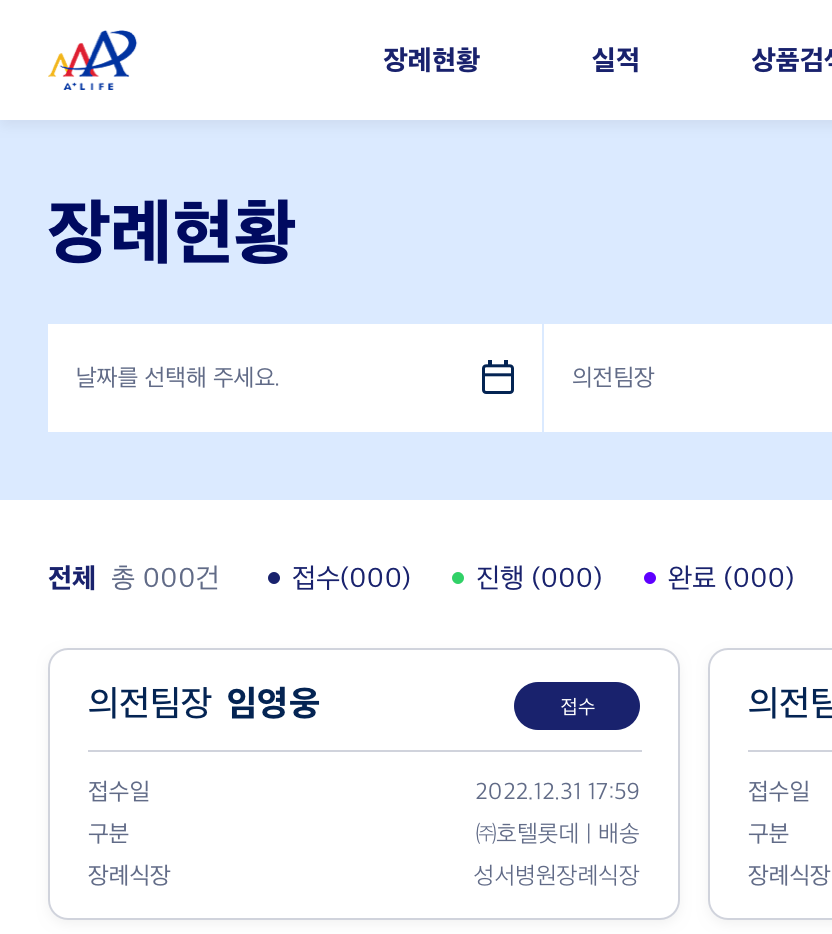 A+LIFE
장례현황 실적 상품검색
장례현황
날짜를 선택해 주세요. 의전팀장
전체 총 000건 접수(000) 진행 (000) 완료 (000)
의전팀장 임영웅 접수
접수일 2022.12.31 17:59
구분 ㈜호텔롯데 | 배송
장례식장 성서병원장례식장
의전팀
접수일
구분
장례식장